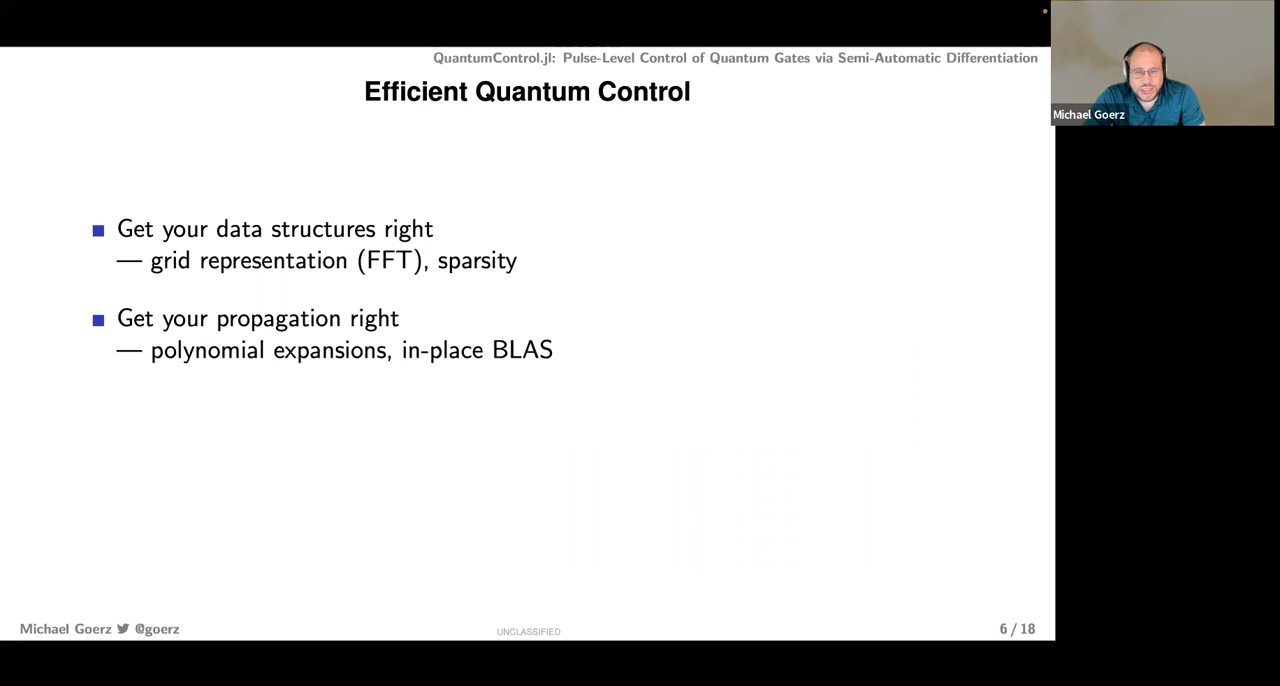 QuantumControl.jl: Pulse-Level Control of Quantum Gates via Semi-Automatic Differentiation
Efficient Quantum Control
Michael Goerz
Get your data structures right
— grid representation (FFT), sparsity
Get your propagation right
— polynomial expansions, in-place BLAS
Michael Goerz @goerz
UNCLASSIFIED
6 / 18